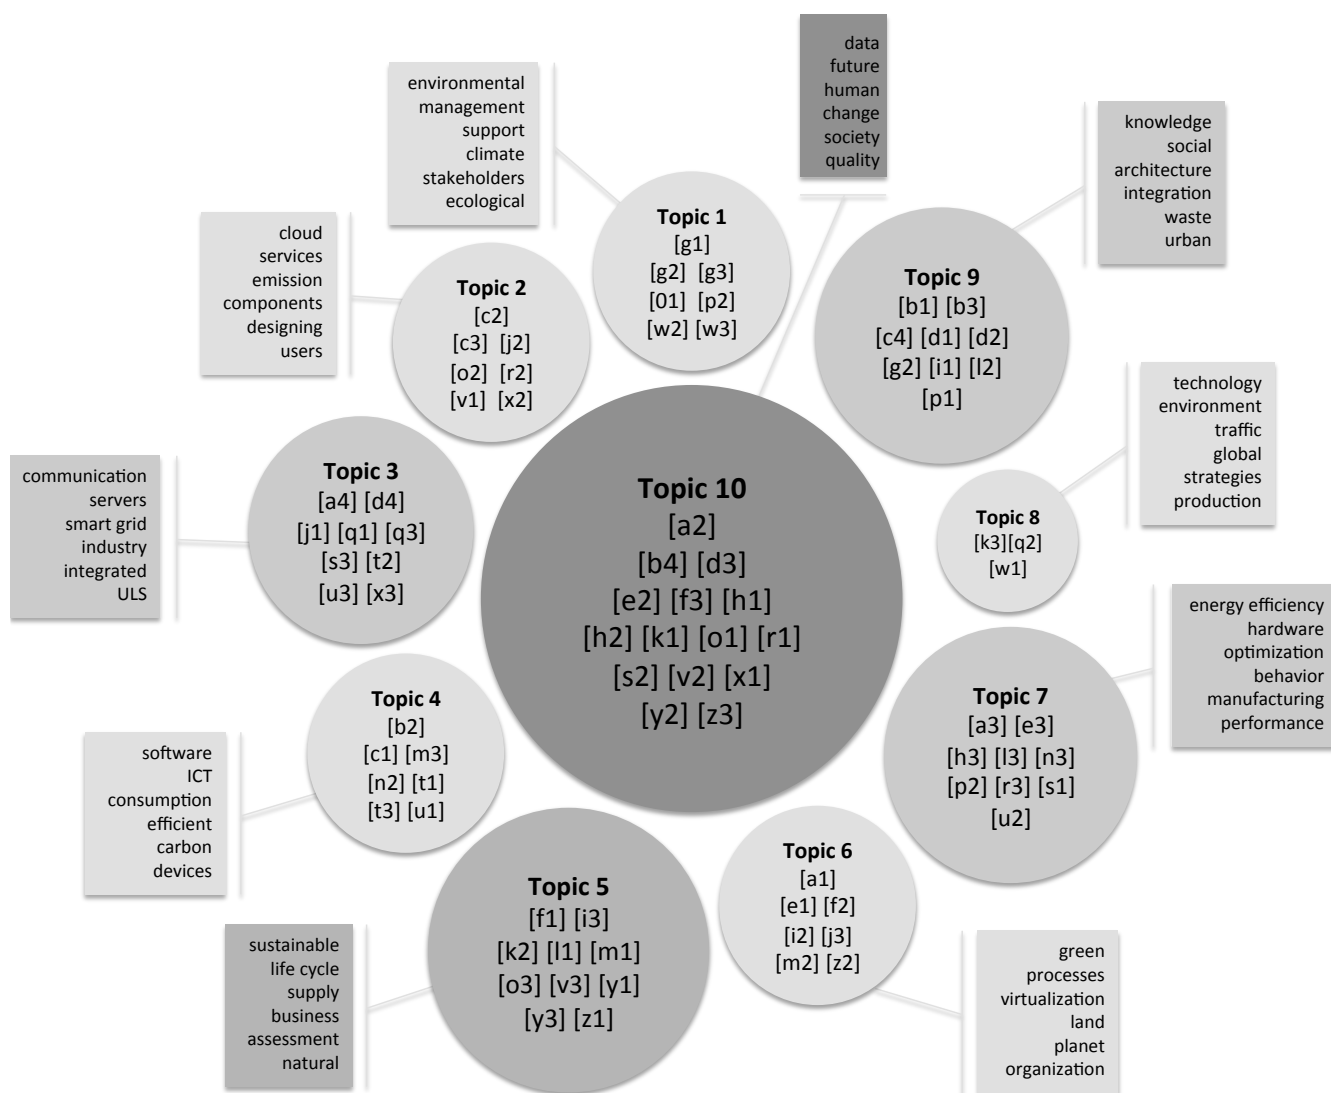 data
future
human
change
society
quality
environmental
management
support
climate
stakeholders
ecological
knowledge
social
architecture
integration
waste
urban
Topic 1
[g1]
[g2] [g3]
[01] [p2]
[w2] [w3]
cloud
services
emission
components
designing
users
Topic 2
[c2]
[c3] [j2]
[o2] [r2]
[v1] [x2]
Topic 9
[b1] [b3]
[c4] [d1] [d2]
[g2] [i1] [l2]
[p1]
technology
environment
traffic
global
strategies
production
communication
servers
smart grid
industry
integrated
ULS
Topic 3
[a4] [d4]
[j1] [q1] [q3]
[s3] [t2]
[u3] [x3]
Topic 10
[a2]
[b4] [d3]
[e2] [f3] [h1]
[h2] [k1] [o1] [r1]
[s2] [v2] [x1]
[y2] [z3]
Topic 8
[k3][q2]
[w1]
energy efficiency
hardware
optimization
behavior
manufacturing
performance
Topic 4
[b2]
[c1] [m3]
[n2] [t1]
[t3] [u1]
Topic 7
[a3] [e3]
[h3] [l3] [n3]
[p2] [r3] [s1]
[u2]
software
ICT
consumption
efficient
carbon
devices
Topic 5
[f1] [i3]
[k2] [l1] [m1]
[o3] [v3] [y1]
[y3] [z1]
Topic 6
[a1]
[e1] [f2]
[i2] [j3]
[m2] [z2]
sustainable
life cycle
supply
business
assessment
natural
green
processes
virtualization
land
planet
organization